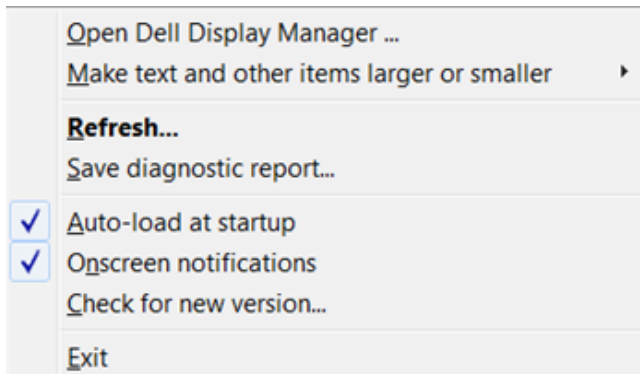 Open Dell Display Manager ...
Make text and other items larger or smaller
Refresh...
Save diagnostic report...
Auto-load at startup
Onscreen notifications
Check for new version...
Exit